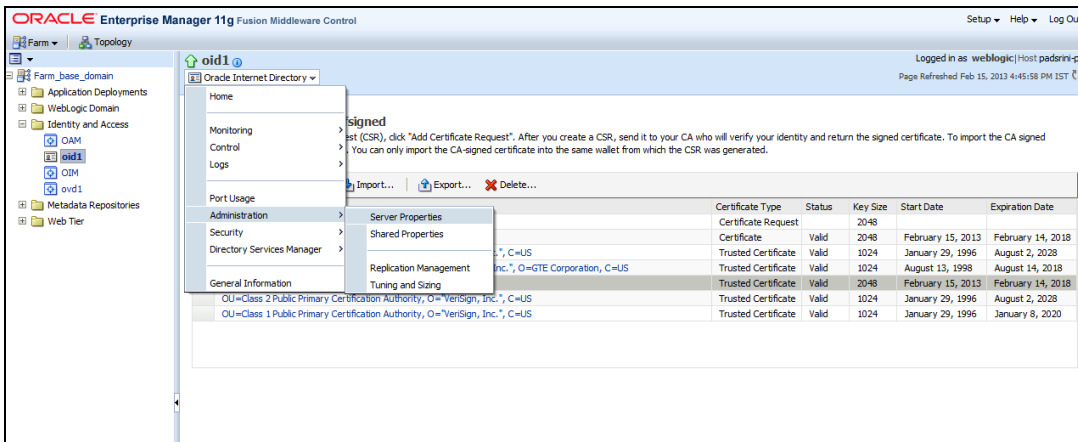 ORACLE Enterprise Manager 11g Fusion Middleware Control
Setup Help Log Ou
Farm Topology
Farm_base_domain
Application Deployments
WebLogic Domain
Identity and Access
OAM
oid1
OIM
ovd1
Metadata Repositories
Web Tier
oid1
Logged in as weblogic|Host padsrini-p
Oracle Internet Directory
Page Refreshed Feb 15, 2013 4:45:58 PM IST
Home
Monitoring
Control
Logs
Port Usage
Administration
Security
Directory Services Manager
General Information
Server Properties
Shared Properties
Replication Management
Tuning and Sizing
signed
est (CSR), click "Add Certificate Request". After you create a CSR, send it to your CA who will verify your identity and return the signed certificate. To import the CA signed
. You can only import the CA-signed certificate into the same wallet from which the CSR was generated.
Import... Export... Delete...
Certificate Type Status Key Size Start Date Expiration Date
Certificate Request 2048
Certificate Valid 2048 February 15, 2013 February 14, 2018
.", C=US Trusted Certificate Valid 1024 January 29, 1996 August 2, 2028
Inc.", O=GTE Corporation, C=US Trusted Certificate Valid 1024 August 13, 1998 August 14, 2018
Trusted Certificate Valid 2048 February 15, 2013 February 14, 2018
OU=Class 2 Public Primary Certification Authority, O="VeriSign, Inc.", C=US Trusted Certificate Valid 1024 January 29, 1996 August 2, 2028
OU=Class 1 Public Primary Certification Authority, O="VeriSign, Inc.", C=US Trusted Certificate Valid 1024 January 29, 1996 January 8, 2020